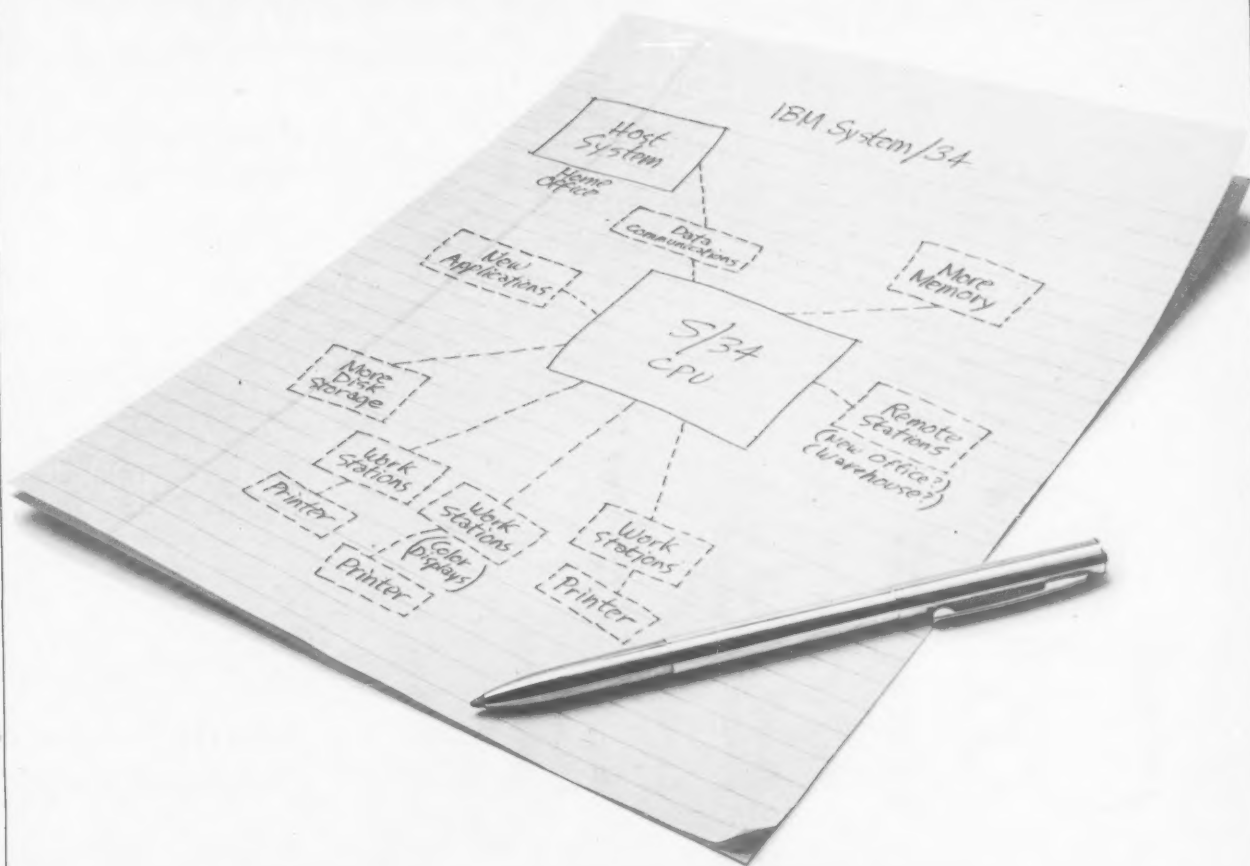 IBM System/34
Host
System
Home
Office
Data
Communications
New
Applications
More
Memory
S/34
CPU
More
Disk
Storage
Remote
Stations
(New office?)
(Warehouse?)
Work
Stations
Printer
Work
Stations
(Color
Displays)
Printer
Work
Stations
Printer